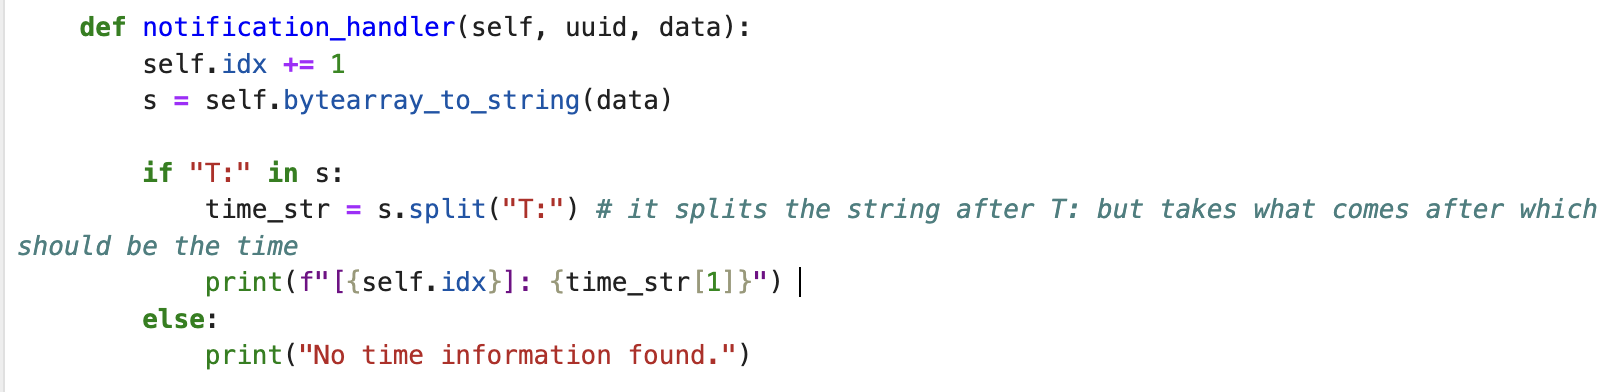 def notification_handler(self, uuid, data):
        self.idx += 1
        s = self.bytearray_to_string(data)

        if "T:" in s:
            time_str = s.split("T:") # it splits the string after T: but takes what comes after which
should be the time
            print(f"[{self.idx}]: {time_str[1]}")
        else:
            print("No time information found.")